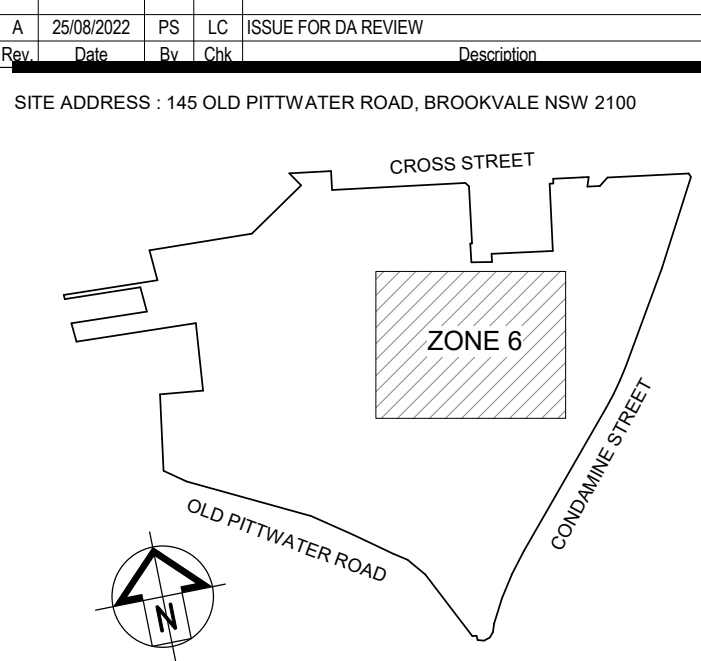 A 25/08/2022 PS LC ISSUE FOR DA REVIEW
Rev. Date By Chk Description
SITE ADDRESS : 145 OLD PITTWATER ROAD, BROOKVALE NSW 2100
CROSS STREET
ZONE 6
CONDAMINE STREET
OLD PITTWATER ROAD
N